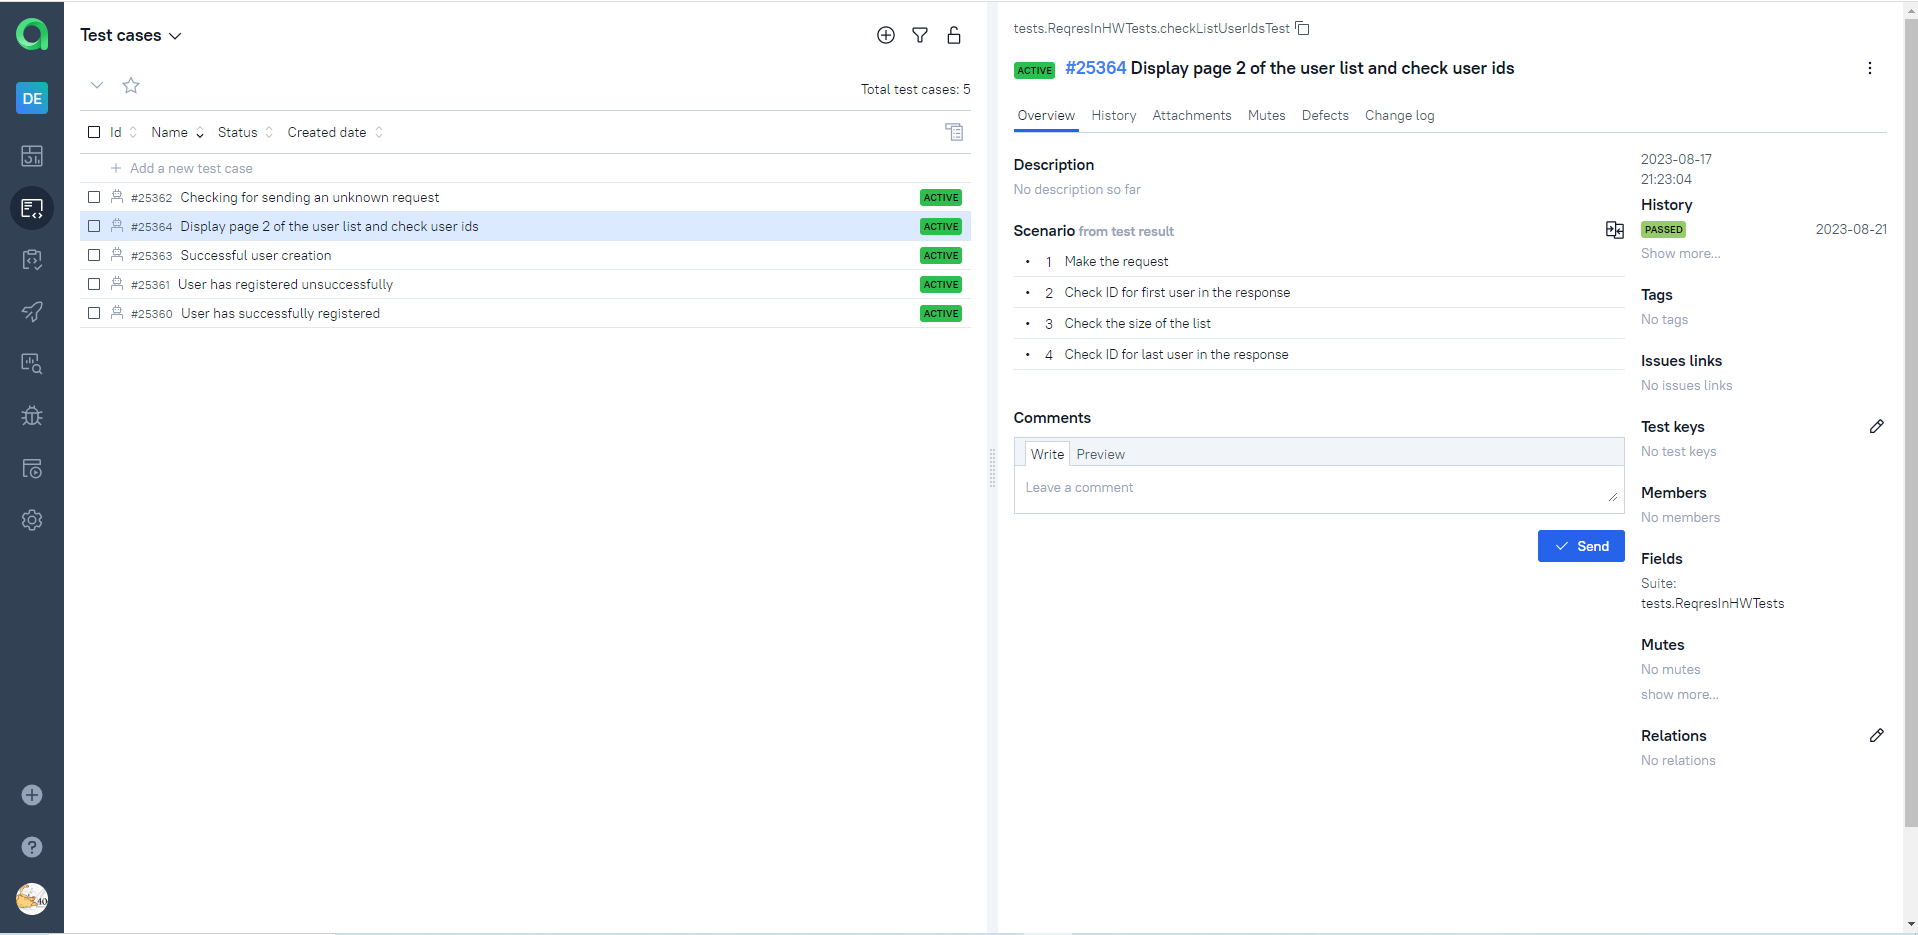 DE
Test cases
Total test cases: 5
Id Name Status Created date
Add a new test case
#25362 Checking for sending an unknown request ACTIVE
#25364 Display page 2 of the user list and check user ids ACTIVE
#25363 Successful user creation ACTIVE
#25361 User has registered unsuccessfully ACTIVE
#25360 User has successfully registered ACTIVE
40
tests.ReqresInHWTests.checkListUserIdsTest
ACTIVE #25364 Display page 2 of the user list and check user ids
Overview History Attachments Mutes Defects Change log
Description
No description so far
Scenario from test result
• 1 Make the request
• 2 Check ID for first user in the response
• 3 Check the size of the list
• 4 Check ID for last user in the response
Comments
Write Preview
Leave a comment
Send
2023-08-17
21:23:04
History
PASSED 2023-08-21
Show more...
Tags
No tags
Issues links
No issues links
Test keys
No test keys
Members
No members
Fields
Suite:
tests.ReqresInHWTests
Mutes
No mutes
show more...
Relations
No relations